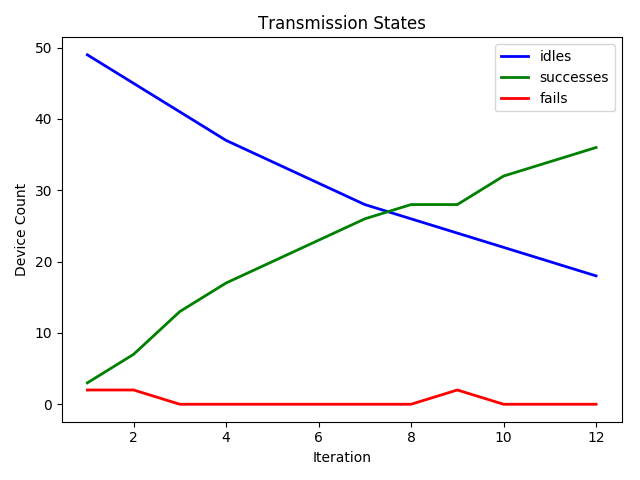 Transmission States
50
40
30
20
10
0
Device Count
idles
successes
fails
2 4 6 8 10 12
Iteration